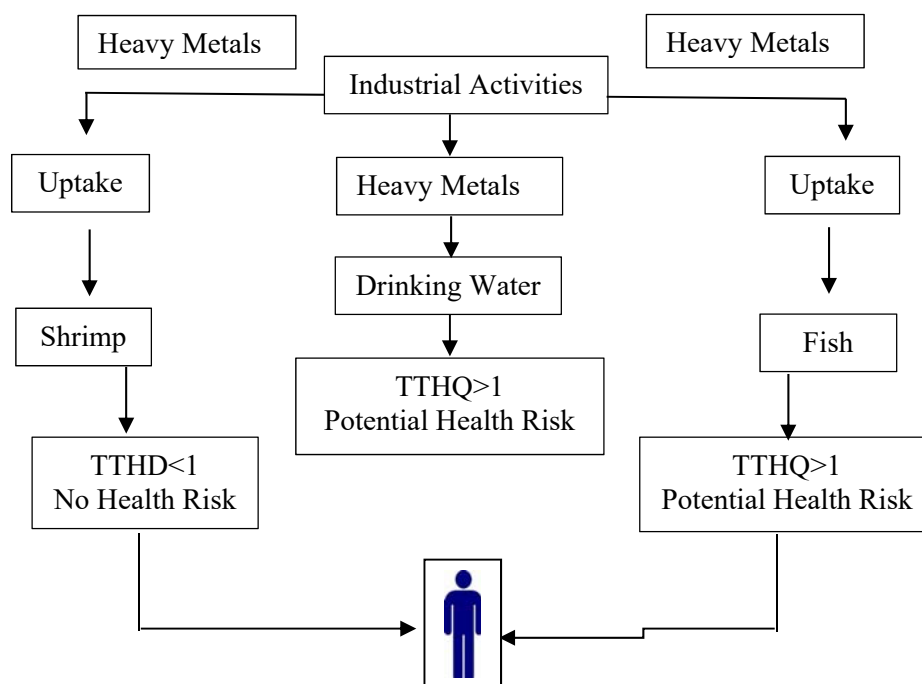 Heavy Metals
Heavy Metals
Industrial Activities
Uptake
Heavy Metals
Uptake
Drinking Water
Shrimp
Fish
TTHQ>1
Potential Health Risk
TTHD<1
No Health Risk
TTHQ>1
Potential Health Risk